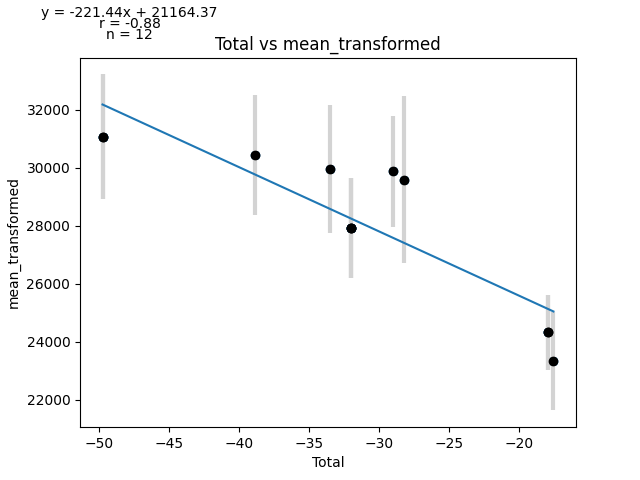 y = -221.44x + 21164.37
r = -0.88
n = 12
Total vs mean_transformed
32000
30000
28000
26000
24000
22000
mean_transformed
−50
−45
−40
−35
−30
−25
−20
Total